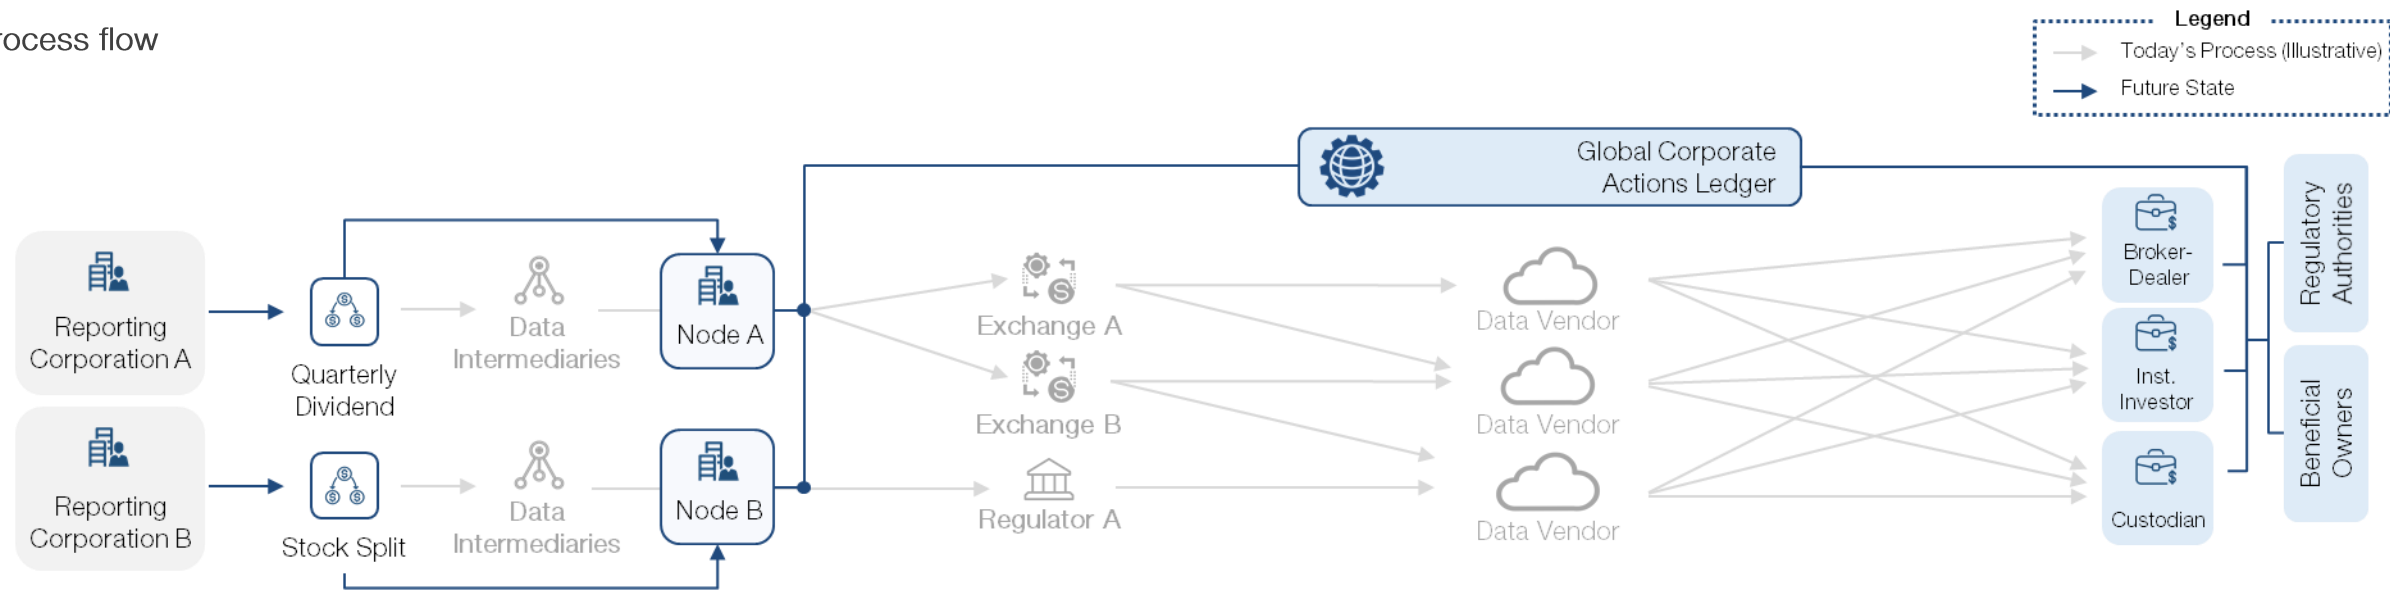 rocess flow
Legend
Today's Process (Illustrative)
Future State
Global Corporate
Actions Ledger
Reporting
Corporation A
Quarterly
Dividend
Data
Intermediaries
Node A
Exchange A
Data Vendor
Broker-
Dealer
Regulatory
Authorities
Exchange B
Data Vendor
Inst.
Investor
Reporting
Corporation B
Stock Split
Data
Intermediaries
Node B
Regulator A
Data Vendor
Custodian
Beneficial
Owners